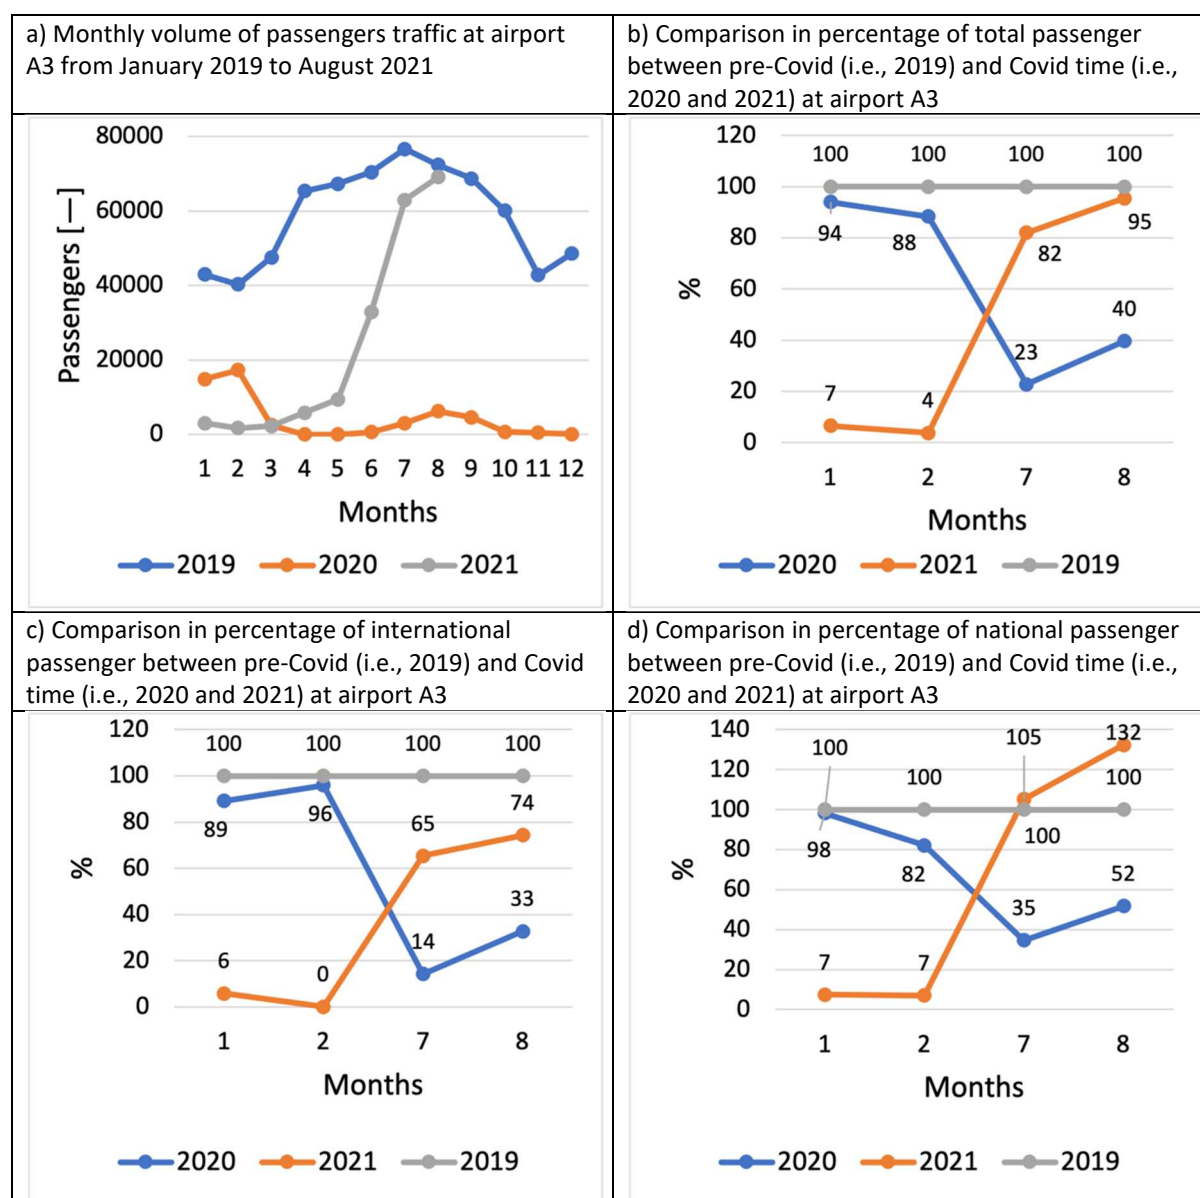 a) Monthly volume of passengers traffic at airport
A3 from January 2019 to August 2021
b) Comparison in percentage of total passenger
between pre-Covid (i.e., 2019) and Covid time (i.e.,
2020 and 2021) at airport A3
80000
60000
40000
20000
0
Passengers [—]
1 2 3 4 5 6 7 8 9 10 11 12
Months
2019 2020 2021
120
100
80
60
40
20
0
%
100 100 100 100
94
88
82
95
23
40
7
4
1 2 7 8
Months
2020 2021 2019
c) Comparison in percentage of international
passenger between pre-Covid (i.e., 2019) and Covid
time (i.e., 2020 and 2021) at airport A3
d) Comparison in percentage of national passenger
between pre-Covid (i.e., 2019) and Covid time (i.e.,
2020 and 2021) at airport A3
120
100
80
60
40
20
0
%
100 100 100 100
89
96
65
74
14
33
6
0
1 2 7 8
Months
2020 2021 2019
140
120
100
80
60
40
20
0
%
100
100
105
132
100
100
98
82
35
52
7
7
1 2 7 8
Months
2020 2021 2019